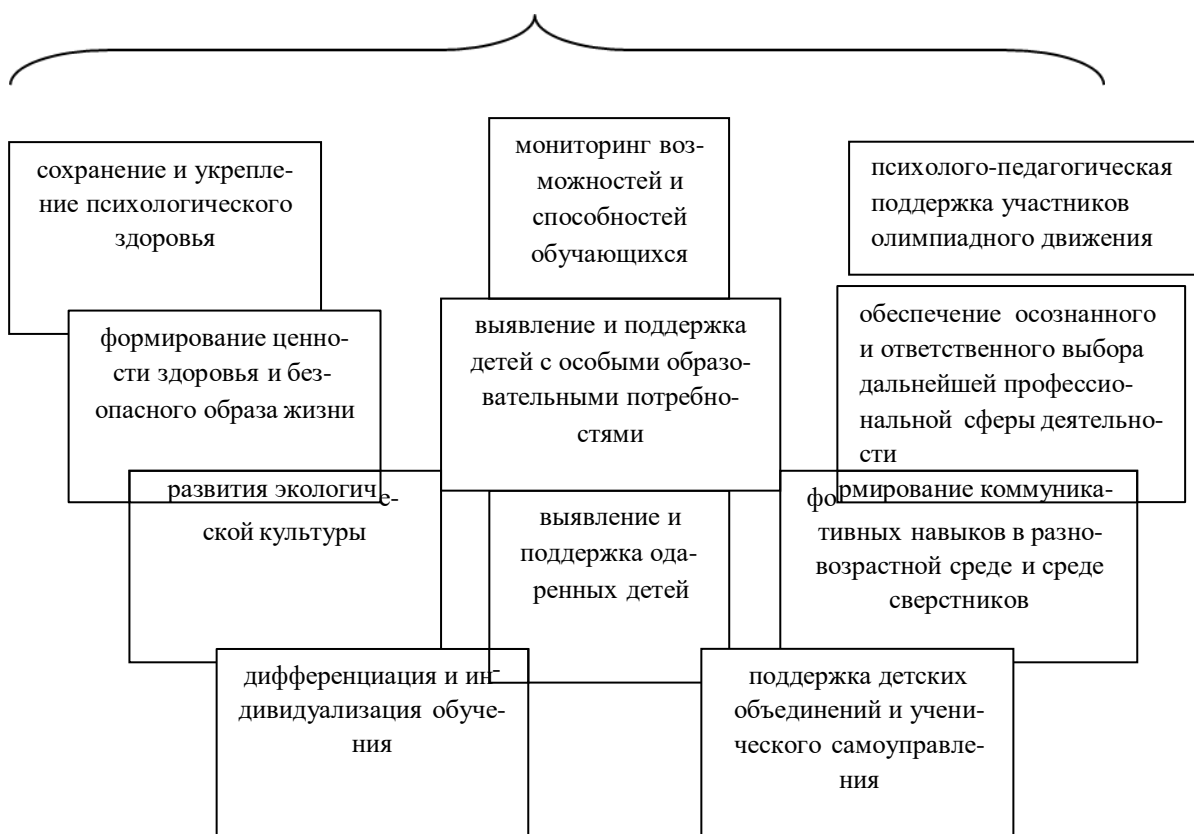 сохранение и укрепле-
ние психологического
здоровья
мониторинг воз-
можностей и
способностей
обучающихся
психолого-педагогическая
поддержка участников
олимпиадного движения
формирование ценно-
сти здоровья и без-
опасного образа жизни
выявление и поддержка
детей с особыми образо-
вательными потребно-
стями
обеспечение осознанного
и ответственного выбора
дальнейшей профессио-
нальной сферы деятельно-
сти
развития экологиче-
ской культуры
выявление и
поддержка ода-
ренных детей
формирование коммуника-
тивных навыков в разно-
возрастной среде и среде
сверстников
дифференциация и ин-
дивидуализация обуче-
ния
поддержка детских
объединений и учени-
ческого самоуправле-
ния